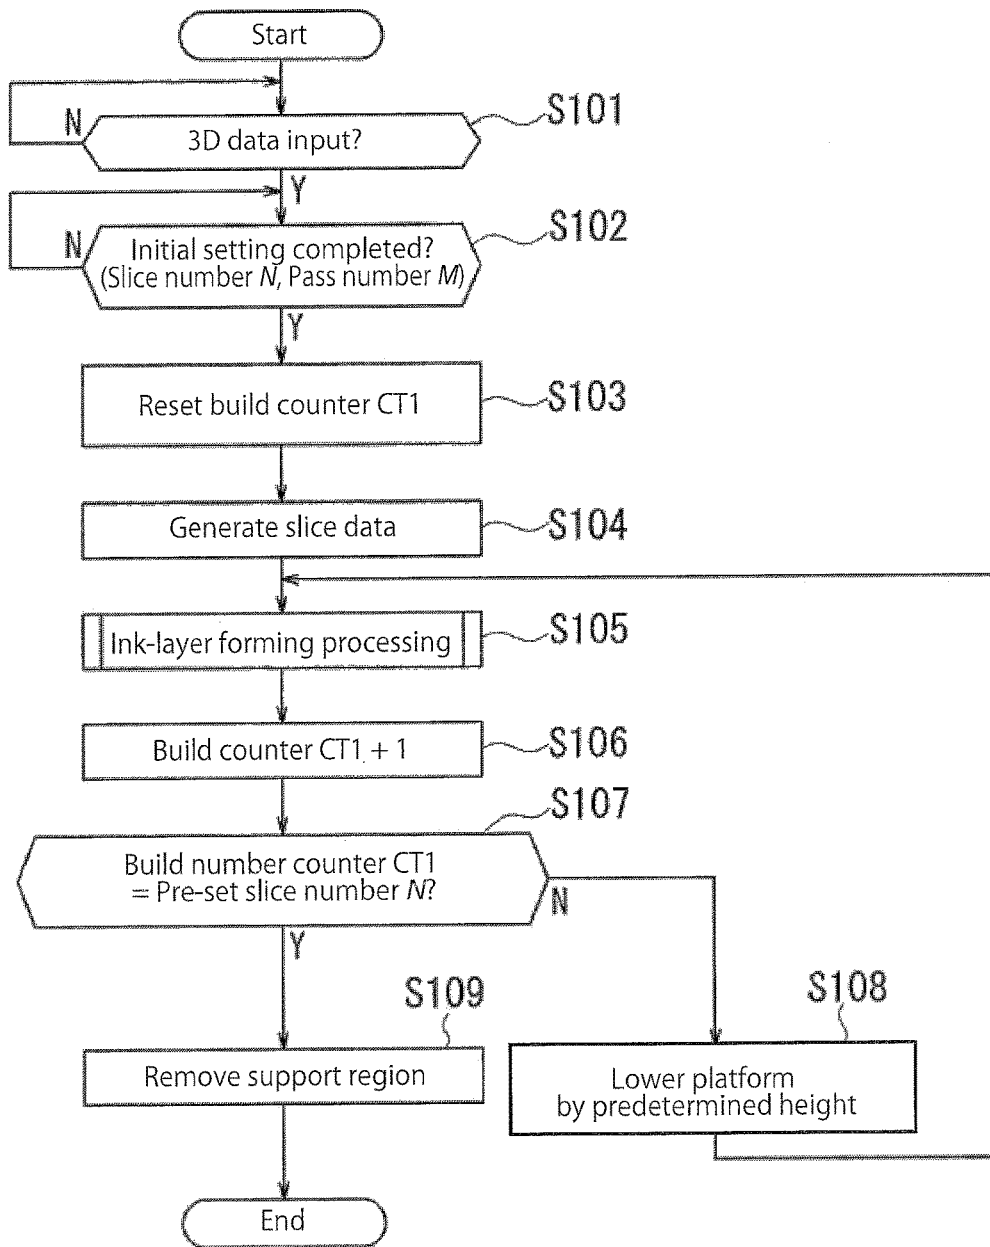 Start
S101
N
3D data input?
Y
S102
N
Initial setting completed?
(Slice number N, Pass number M)
Y
Reset build counter CT1
S103
Generate slice data
S104
Ink-layer forming processing
S105
Build counter CT1 + 1
S106
S107
Build number counter CT1
= Pre-set slice number N?
N
Y
S109
S108
Remove support region
Lower platform
by predetermined height
End